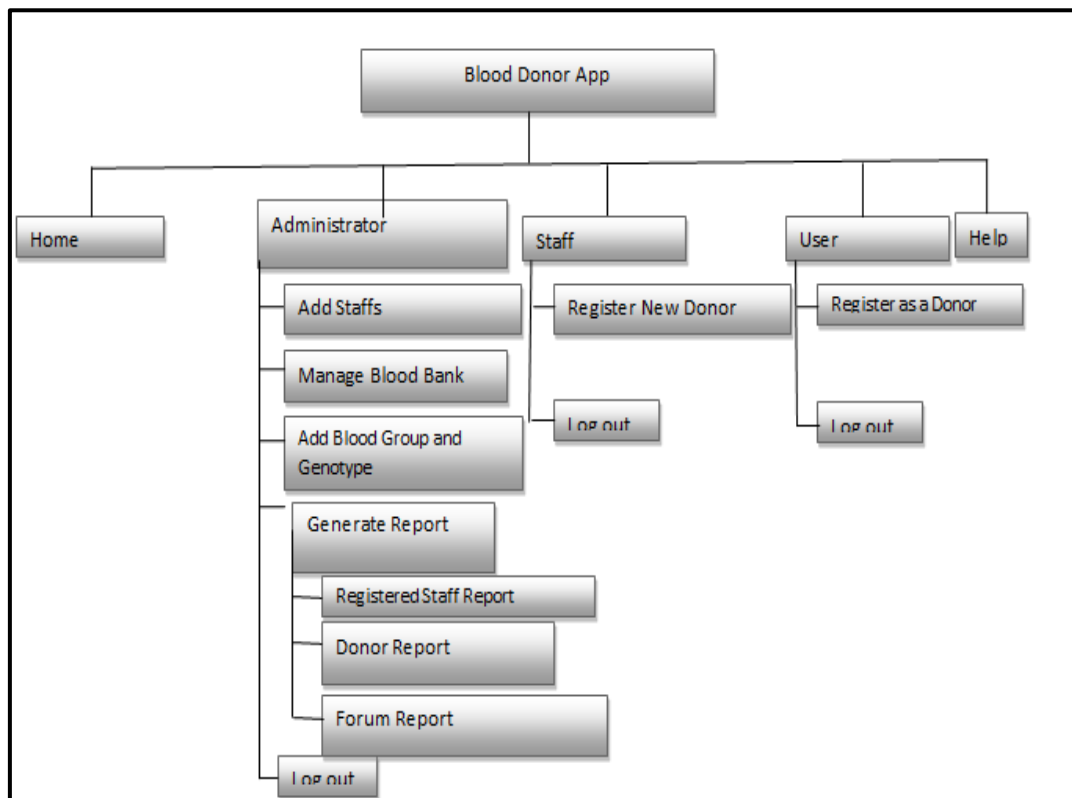 Blood Donor App
Home
Administrator
Staff
User
Help
Add Staffs
Register New Donor
Register as a Donor
Manage Blood Bank
Add Blood Group and
Genotype
Log out
Log out
Generate Report
Registered Staff Report
Donor Report
Forum Report
Log out